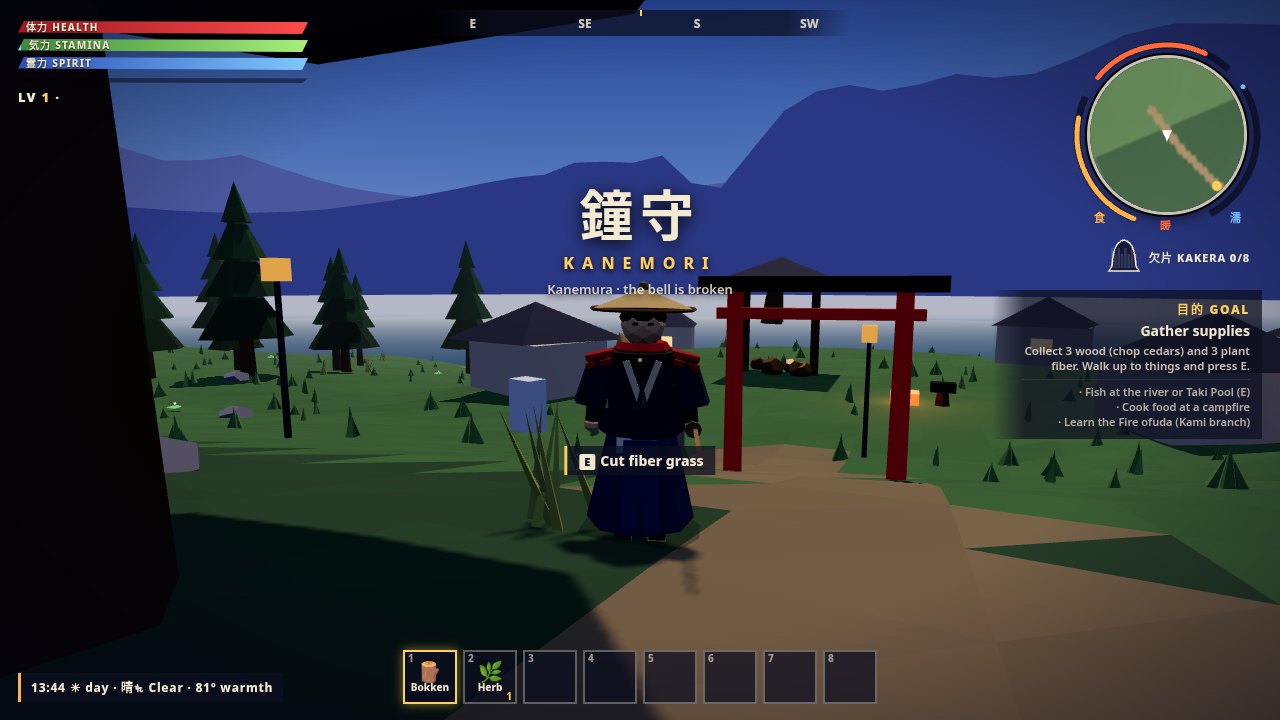 体力 HEALTH
気力 STAMINA
霊力 SPIRIT
LV 1 ·
E SE S SW
鐘守
KANEMORI
Kanemura · the bell is broken
E Cut fiber grass
食 暖 濡
欠片 KAKERA 0/8
目的 GOAL
Gather supplies
Collect 3 wood (chop cedars) and 3 plant
fiber. Walk up to things and press E.
· Fish at the river or Taki Pool (E)
· Cook food at a campfire
· Learn the Fire ofuda (Kami branch)
13:44 ☀ day · 晴れ Clear · 81° warmth
1 Bokken
2 Herb 1
3
4
5
6
7
8